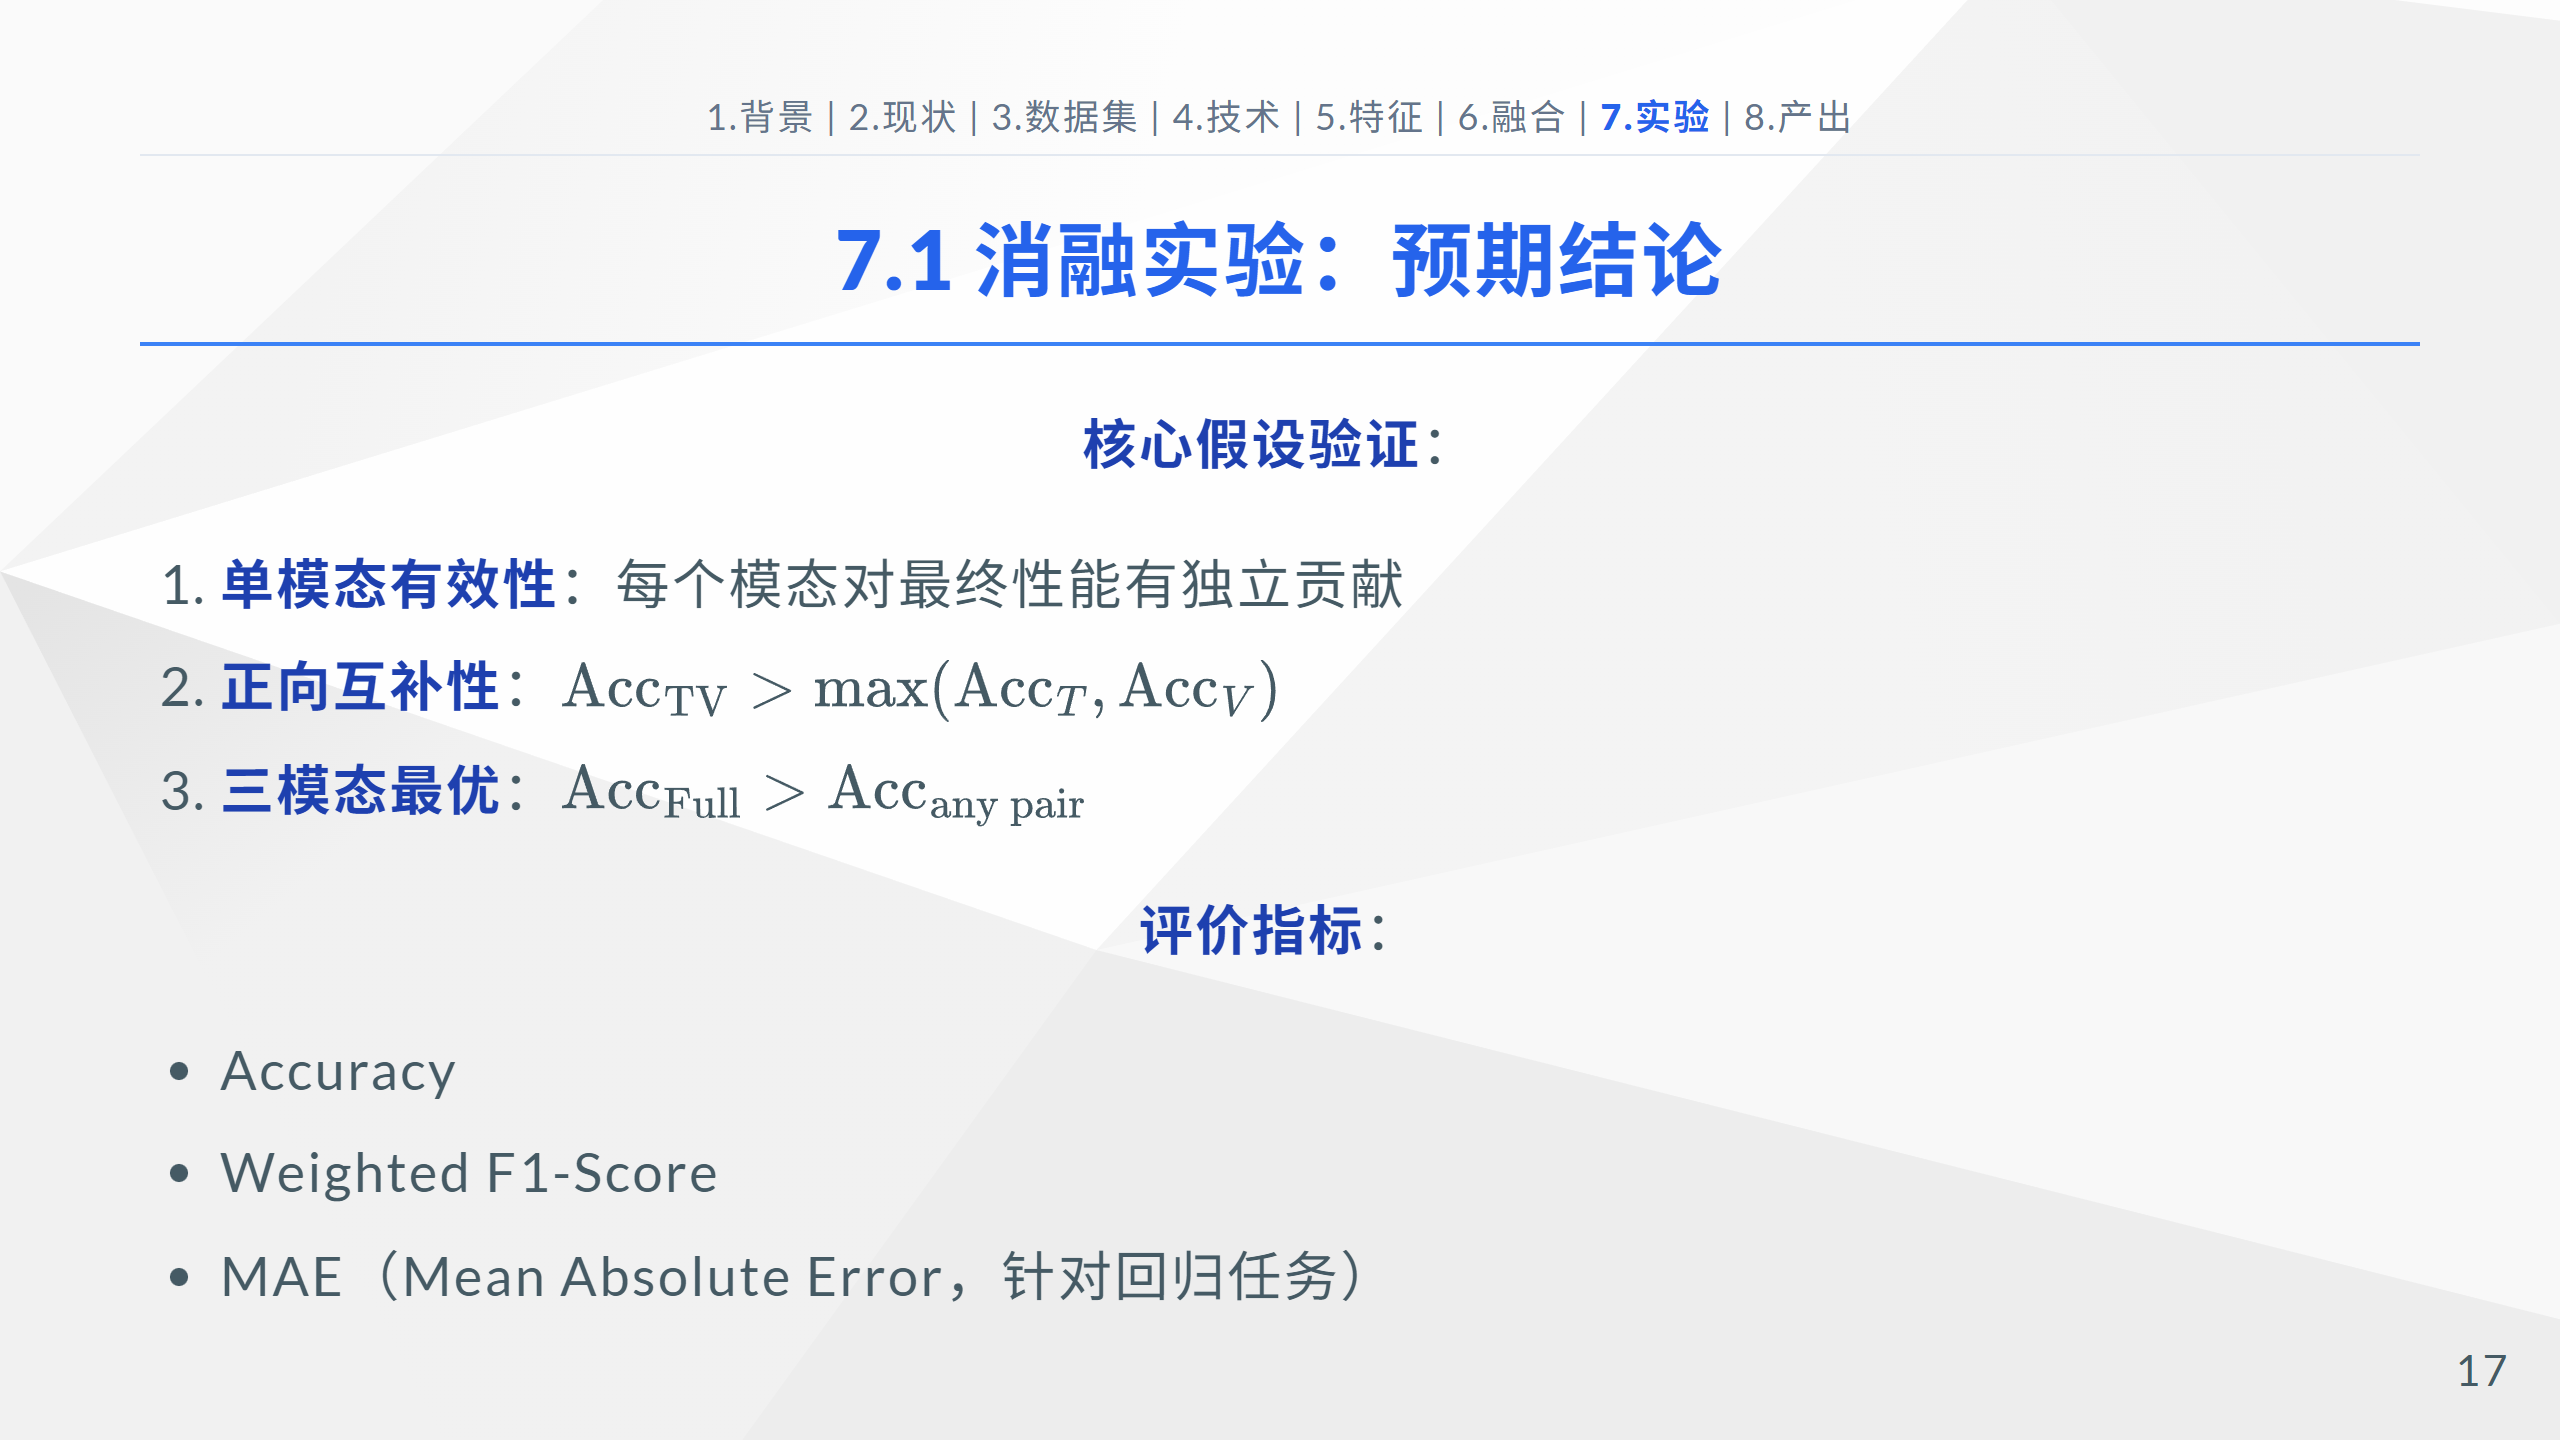 1.背景 | 2.现状 | 3.数据集 | 4.技术 | 5.特征 | 6.融合 | 7.实验 | 8.产出
7.1 消融实验：预期结论
核心假设验证：
1. 单模态有效性：每个模态对最终性能有独立贡献
2. 正向互补性：Acc_TV > max(Acc_T, Acc_V)
3. 三模态最优：Acc_Full > Acc_any pair
评价指标：
• Accuracy
• Weighted F1-Score
• MAE（Mean Absolute Error，针对回归任务）
17